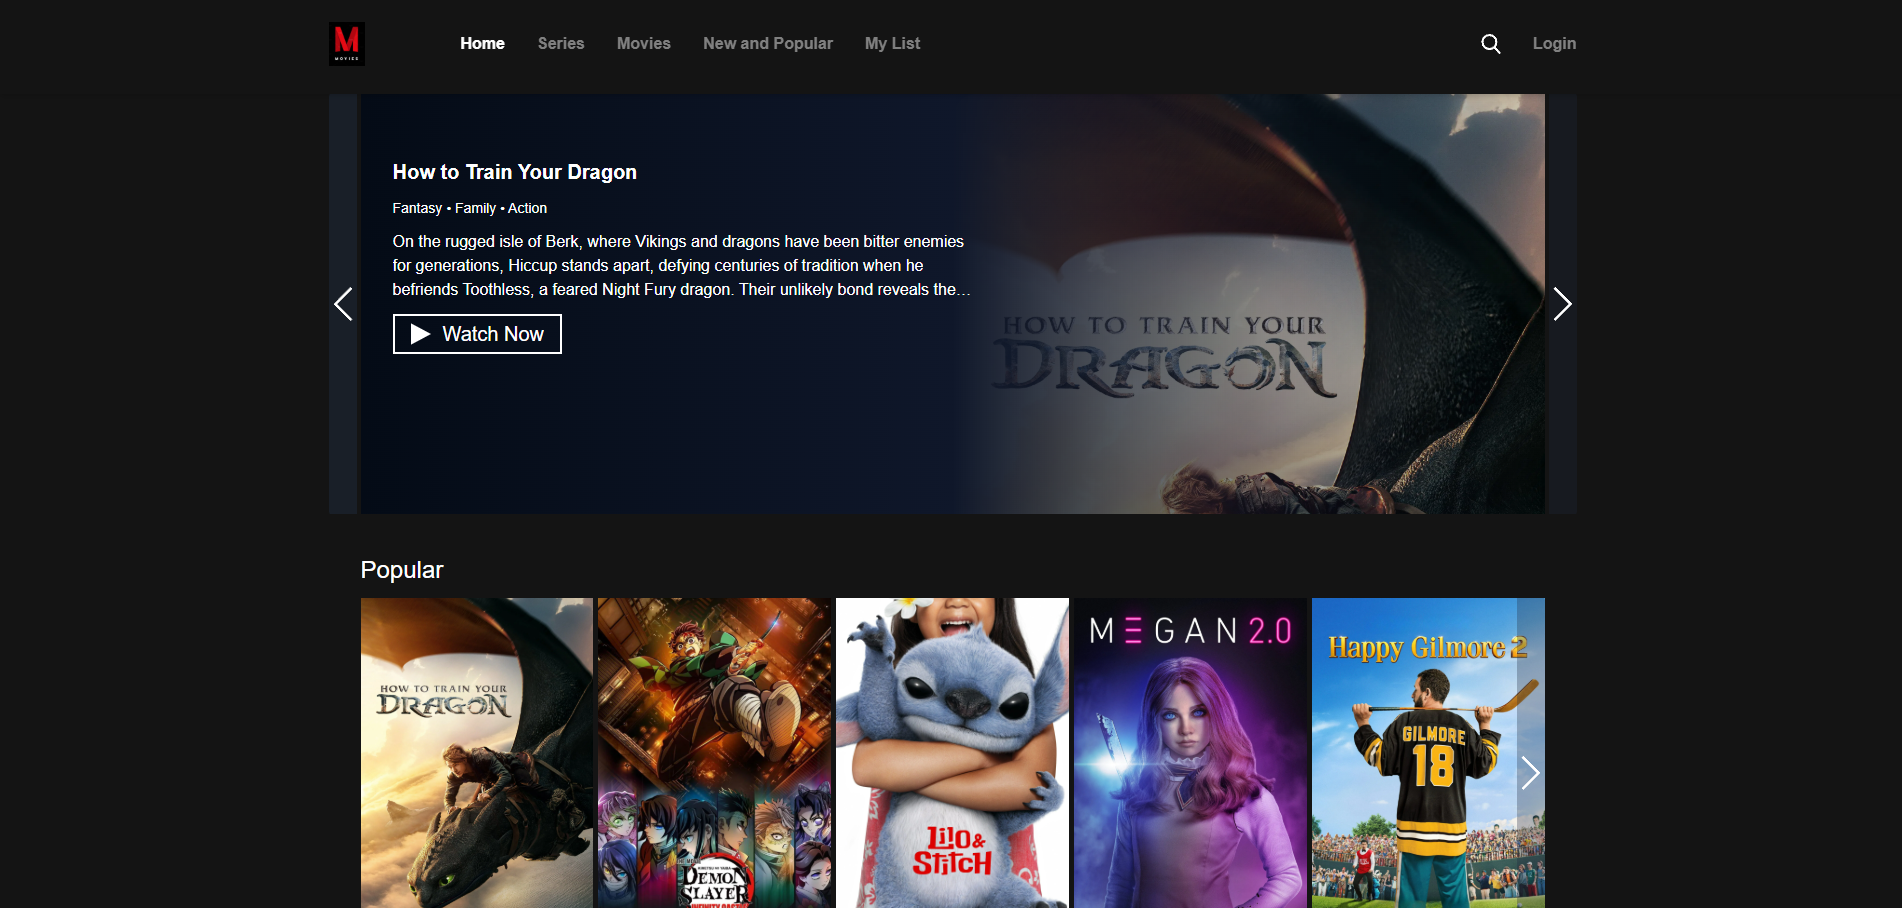 M
MOVIES
Home
Series
Movies
New and Popular
My List
Login
How to Train Your Dragon
Fantasy • Family • Action
On the rugged isle of Berk, where Vikings and dragons have been bitter enemies
for generations, Hiccup stands apart, defying centuries of tradition when he
befriends Toothless, a feared Night Fury dragon. Their unlikely bond reveals the...
Watch Now
HOW TO TRAIN YOUR
DRAGON
Popular
HOW TO TRAIN YOUR
DRAGON
DEMON
SLAYER
Lilo &
Stitch
MEGAN 2.0
Happy Gilmore 2
GILMORE
18